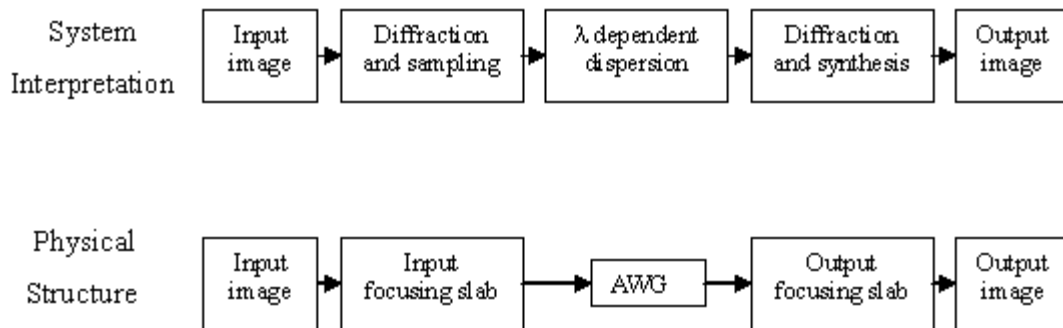 System
Interpretation
Input
image
Diffraction
and sampling
λ dependent
dispersion
Diffraction
and synthesis
Output
image
Physical
Structure
Input
image
Input
focusing slab
AWG
Output
focusing slab
Output
image